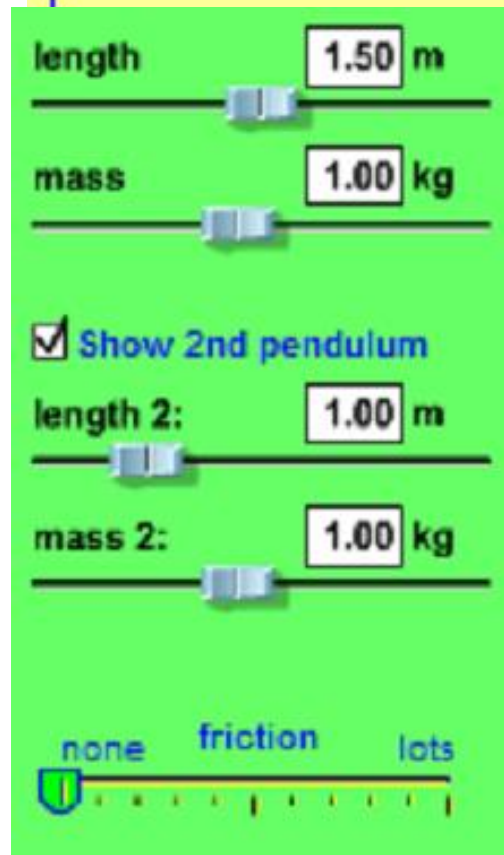 length 1.50 m
mass 1.00 kg
Show 2nd pendulum
length 2: 1.00 m
mass 2: 1.00 kg
friction
none lots